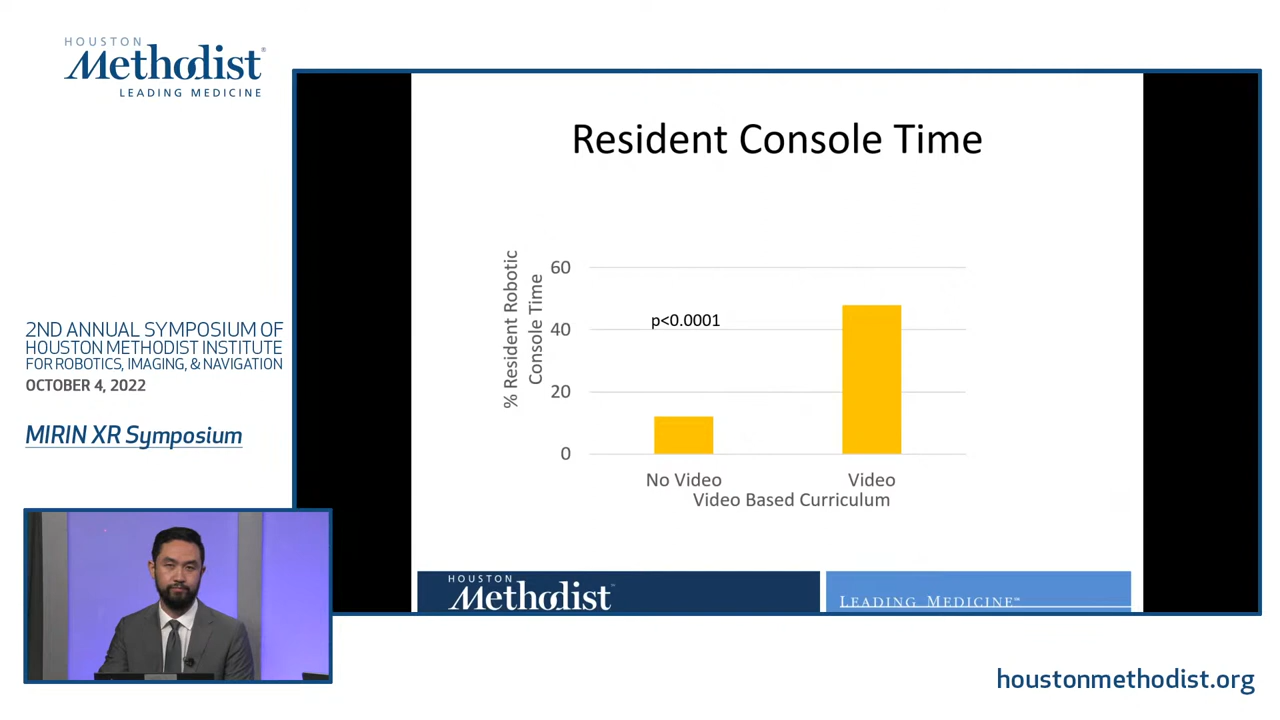 HOUSTON
Methodist®
LEADING MEDICINE
2ND ANNUAL SYMPOSIUM OF
HOUSTON METHODIST INSTITUTE
FOR ROBOTICS, IMAGING, & NAVIGATION
OCTOBER 4, 2022
MIRIN XR Symposium
Resident Console Time
% Resident Robotic
Console Time
60
40
20
0
p<0.0001
No Video
Video
Video Based Curriculum
HOUSTON
Methodist™
LEADING MEDICINE℠
houstonmethodist.org